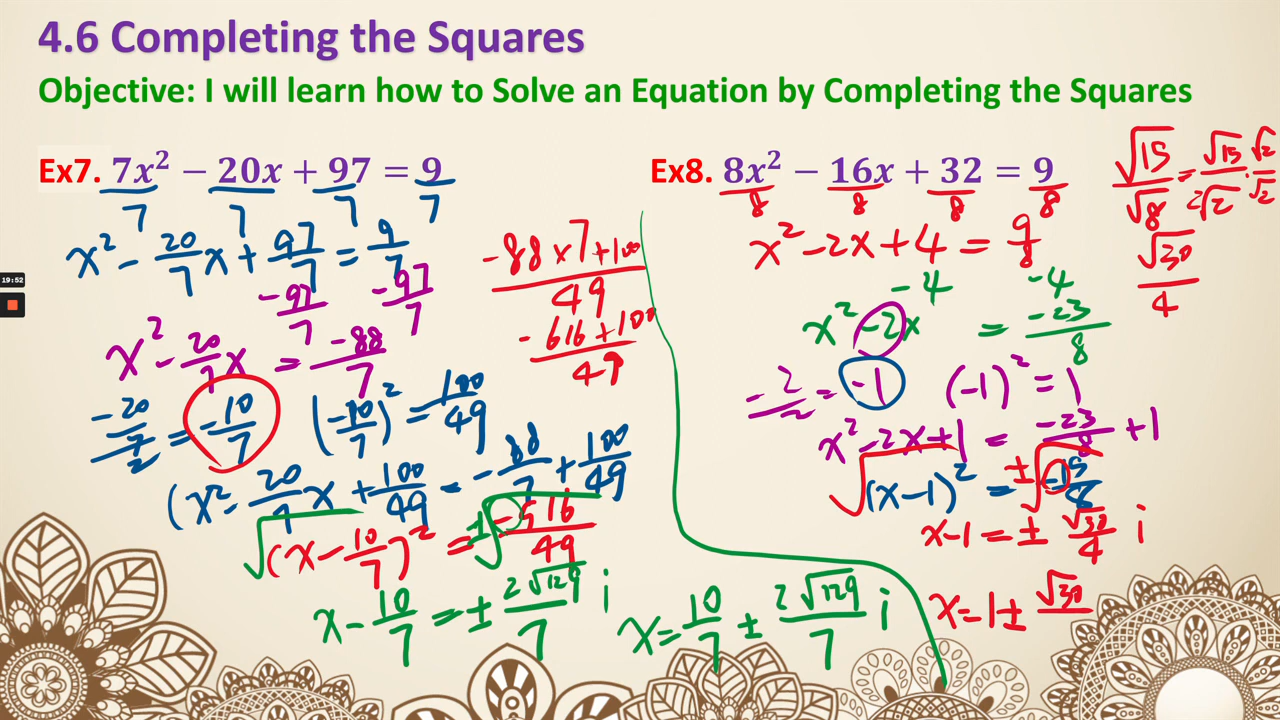 4.6 Completing the Squares
Objective: I will learn how to Solve an Equation by Completing the Squares
Ex7. 7x² − 20x + 97 = 9
7 7 7 7
x² − 20/7 x + 97/7 = 9/7
−97/7 −97/7
x² − 20/7 x = −88/7
−20/7/2 = −10/7 (−10/7)² = 100/49
(x² − 20/7 x + 100/49 = −88/7 + 100/49
√(x − 10/7)² = ±√−516/49
x − 10/7 = ± 2√129/7 i
x = 10/7 ± 2√129/7 i
−88×7+100/49
−616+100/49
19:52
Ex8. 8x² − 16x + 32 = 9
8 8 8 8
x² − 2x + 4 = 9/8
−4 −4
x² − 2x = −23/8
−2/2 = −1 (−1)² = 1
x² − 2x + 1 = −23/8 + 1
√(x − 1)² = ±√−15/8
x − 1 = ± √30/4 i
x = 1 ± √30
√15/√8 = √15/2√2 · √2/√2
√30/4